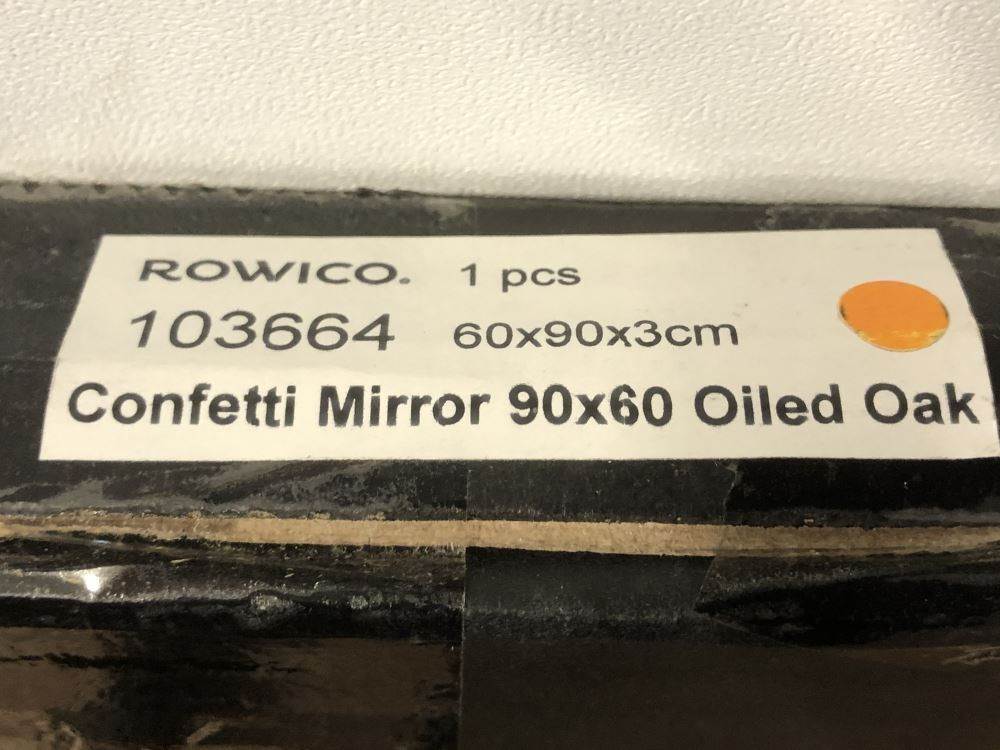 ROWICO. 1 pcs
103664 60x90x3cm
Confetti Mirror 90x60 Oiled Oak